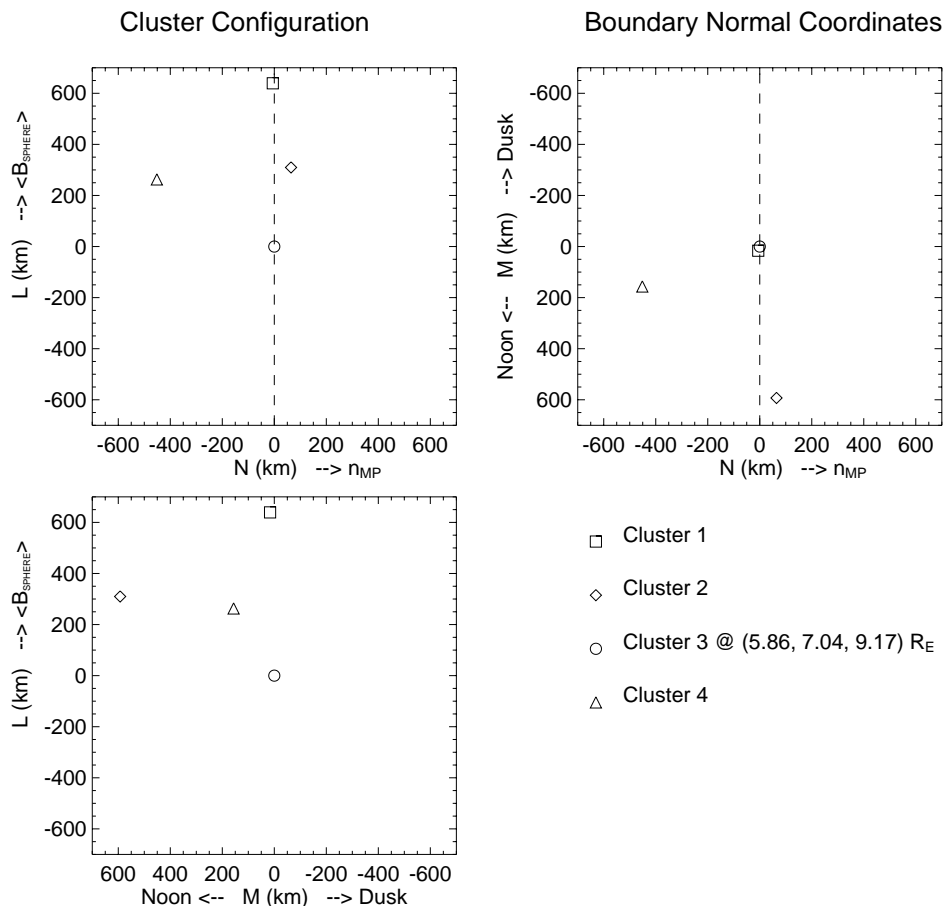 Cluster Configuration
Boundary Normal Coordinates
L (km) --> <B_SPHERE>
600
400
200
0
-200
-400
-600
-600 -400 -200 0 200 400 600
N (km) --> n_MP
Noon <-- M (km) --> Dusk
-600
-400
-200
0
200
400
600
-600 -400 -200 0 200 400 600
N (km) --> n_MP
L (km) --> <B_SPHERE>
600
400
200
0
-200
-400
-600
600 400 200 0 -200 -400 -600
Noon <-- M (km) --> Dusk
Cluster 1
Cluster 2
Cluster 3 @ (5.86, 7.04, 9.17) R_E
Cluster 4